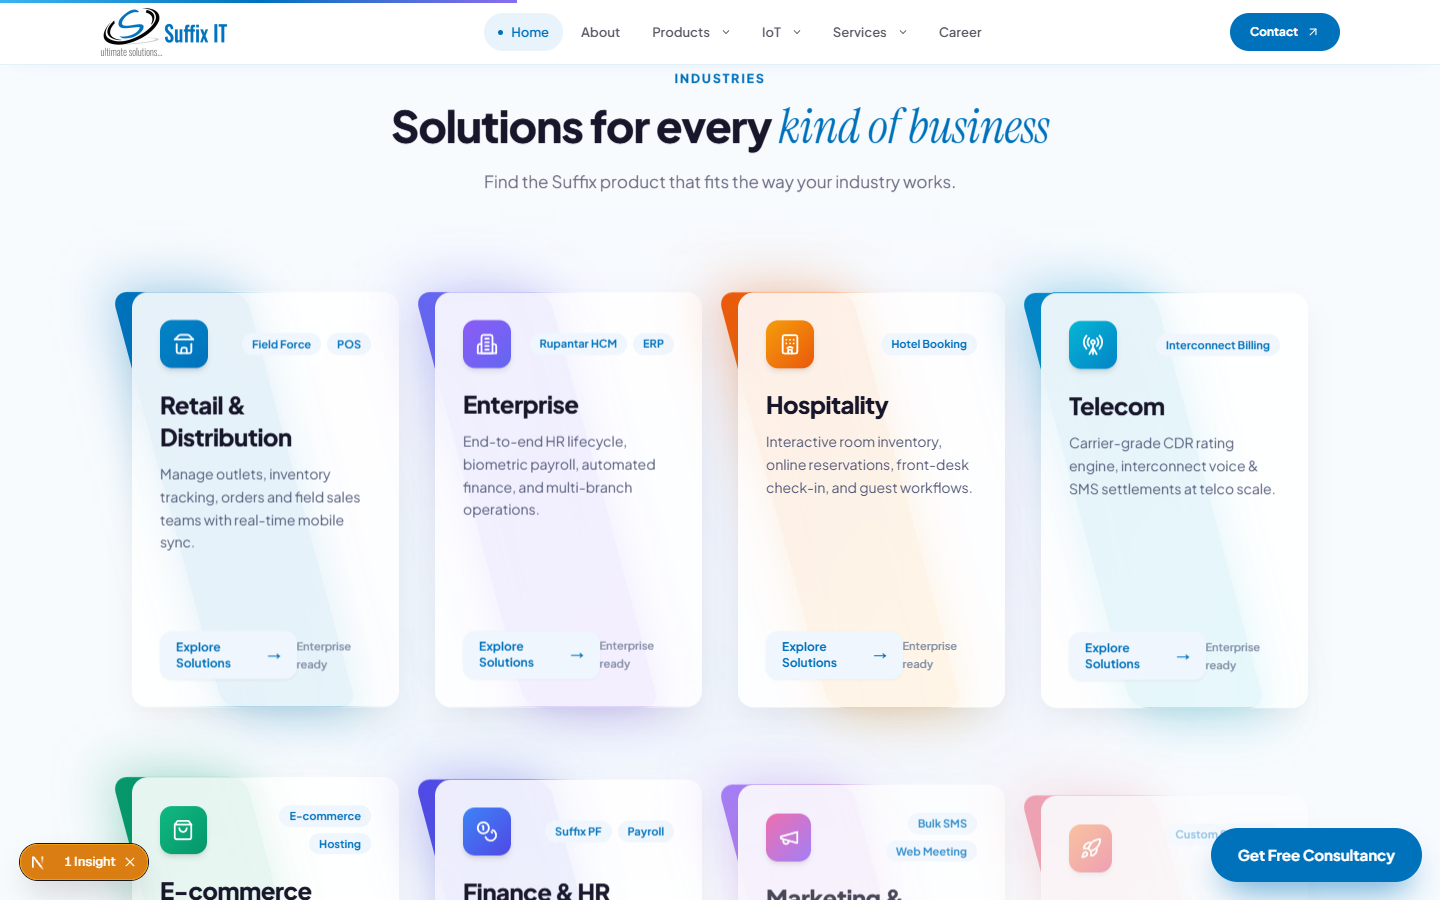 Suffix IT
ultimate solutions...
Home
About
Products
IoT
Services
Career
Contact
INDUSTRIES
Solutions for every kind of business
Find the Suffix product that fits the way your industry works.
Field Force
POS
Retail &
Distribution
Manage outlets, inventory
tracking, orders and field sales
teams with real-time mobile
sync.
Explore
Solutions
→
Enterprise
ready
Rupantar HCM
ERP
Enterprise
End-to-end HR lifecycle,
biometric payroll, automated
finance, and multi-branch
operations.
Explore
Solutions
→
Enterprise
ready
Hotel Booking
Hospitality
Interactive room inventory,
online reservations, front-desk
check-in, and guest workflows.
Explore
Solutions
→
Enterprise
ready
Interconnect Billing
Telecom
Carrier-grade CDR rating
engine, interconnect voice &
SMS settlements at telco scale.
Explore
Solutions
→
Enterprise
ready
E-commerce
Hosting
E-commerce
Suffix PF
Payroll
Finance & HR
Bulk SMS
Web Meeting
Marketing &
Custom
1 Insight
Get Free Consultancy